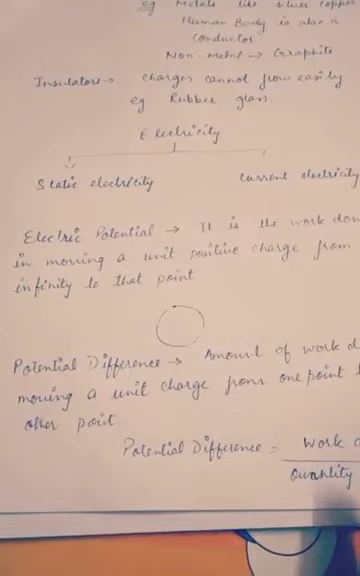 eg Metals like silver copper
Human Body is also a
conductor
Non-Metal → Graphite
Insulators → charges cannot flow easily
eg Rubber glass.
Electricity
Static electricity current electricity
Electric Potential → It is the work don
in moving a unit positive charge from
infinity to that point
Potential Difference → Amount of work d
moving a unit charge from one point t
other point.
Potential Difference = work d
Quantity